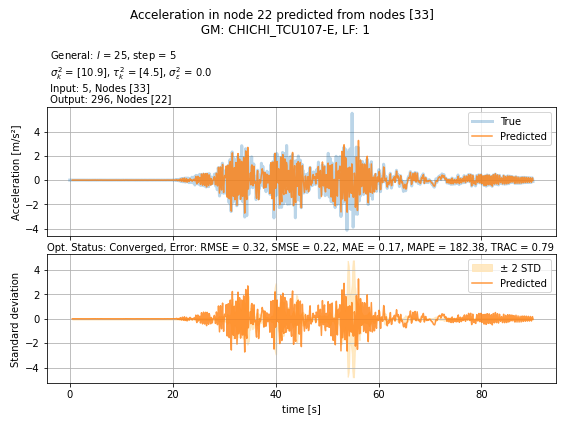 Acceleration in node 22 predicted from nodes [33]
GM: CHICHI_TCU107-E, LF: 1
General: l = 25, step = 5
σ²ₖ = [10.9], τ²ₖ = [4.5], σ²ε = 0.0
Input: 5, Nodes [33]
Output: 296, Nodes [22]
Acceleration [m/s²]
4
2
0
−2
−4
True
Predicted
Opt. Status: Converged, Error: RMSE = 0.32, SMSE = 0.22, MAE = 0.17, MAPE = 182.38, TRAC = 0.79
Standard deviation
4
2
0
−2
−4
± 2 STD
Predicted
0 20 40 60 80
time [s]